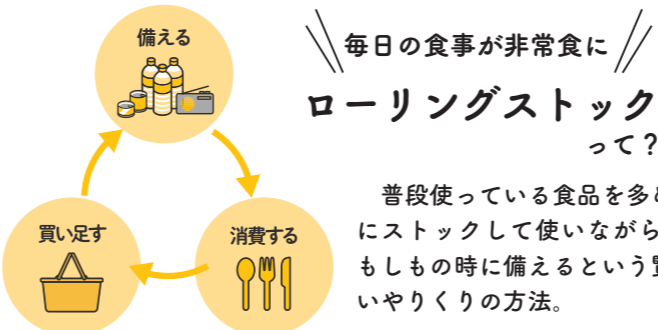 備える
買い足す
消費する
毎日の食事が非常食に
ローリングストック
って？
普段使っている食品を多
にストックして使いながら
もしもの時に備えるという
いやりくりの方法。